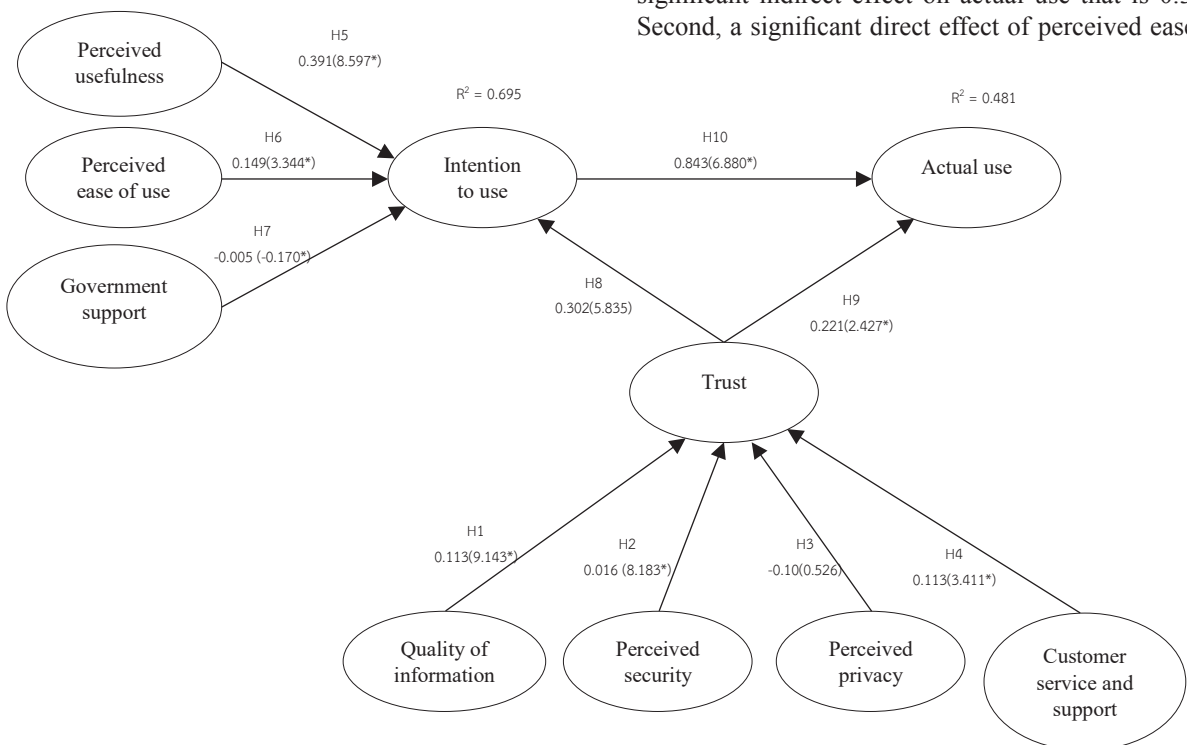 significant indirect effect on actual use that is 0.3
Second, a significant direct effect of perceived ease
H5
0.391(8.597*)
Perceived
usefulness
R² = 0.695
R² = 0.481
H6
0.149(3.344*)
Perceived
ease of use
Intention
to use
H10
0.843(6.880*)
Actual use
H7
-0.005 (-0.170*)
Government
support
H8
0.302(5.835)
H9
0.221(2.427*)
Trust
H1
0.113(9.143*)
H2
0.016 (8.183*)
H3
-0.10(0.526)
H4
0.113(3.411*)
Quality of
information
Perceived
security
Perceived
privacy
Customer
service and
support